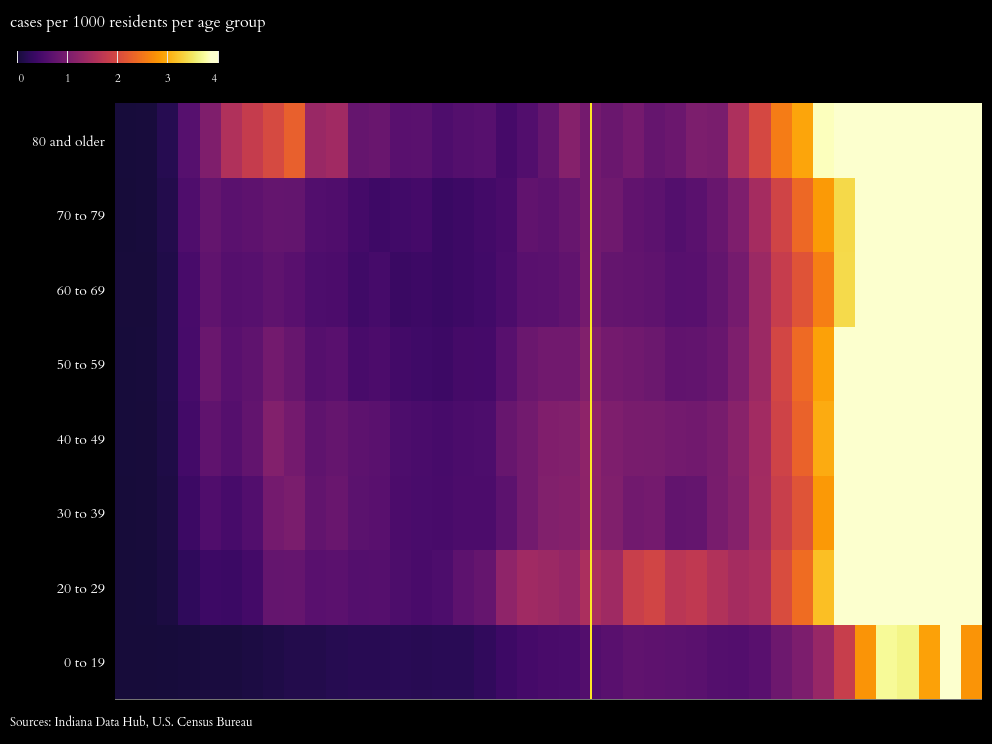 cases per 1000 residents per age group
0 1 2 3 4
80 and older
70 to 79
60 to 69
50 to 59
40 to 49
30 to 39
20 to 29
0 to 19
Sources: Indiana Data Hub, U.S. Census Bureau